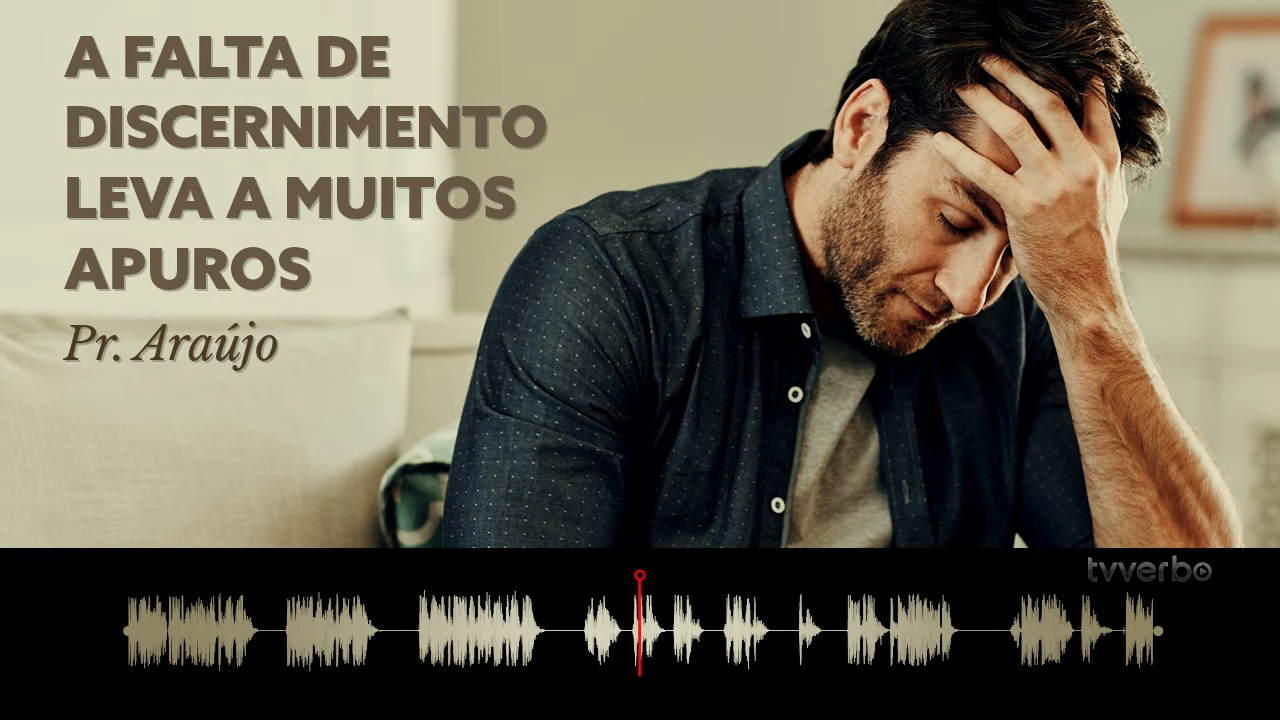 A FALTA DE
DISCERNIMENTO
LEVA A MUITOS
APUROS
Pr. Araújo
tvverbo